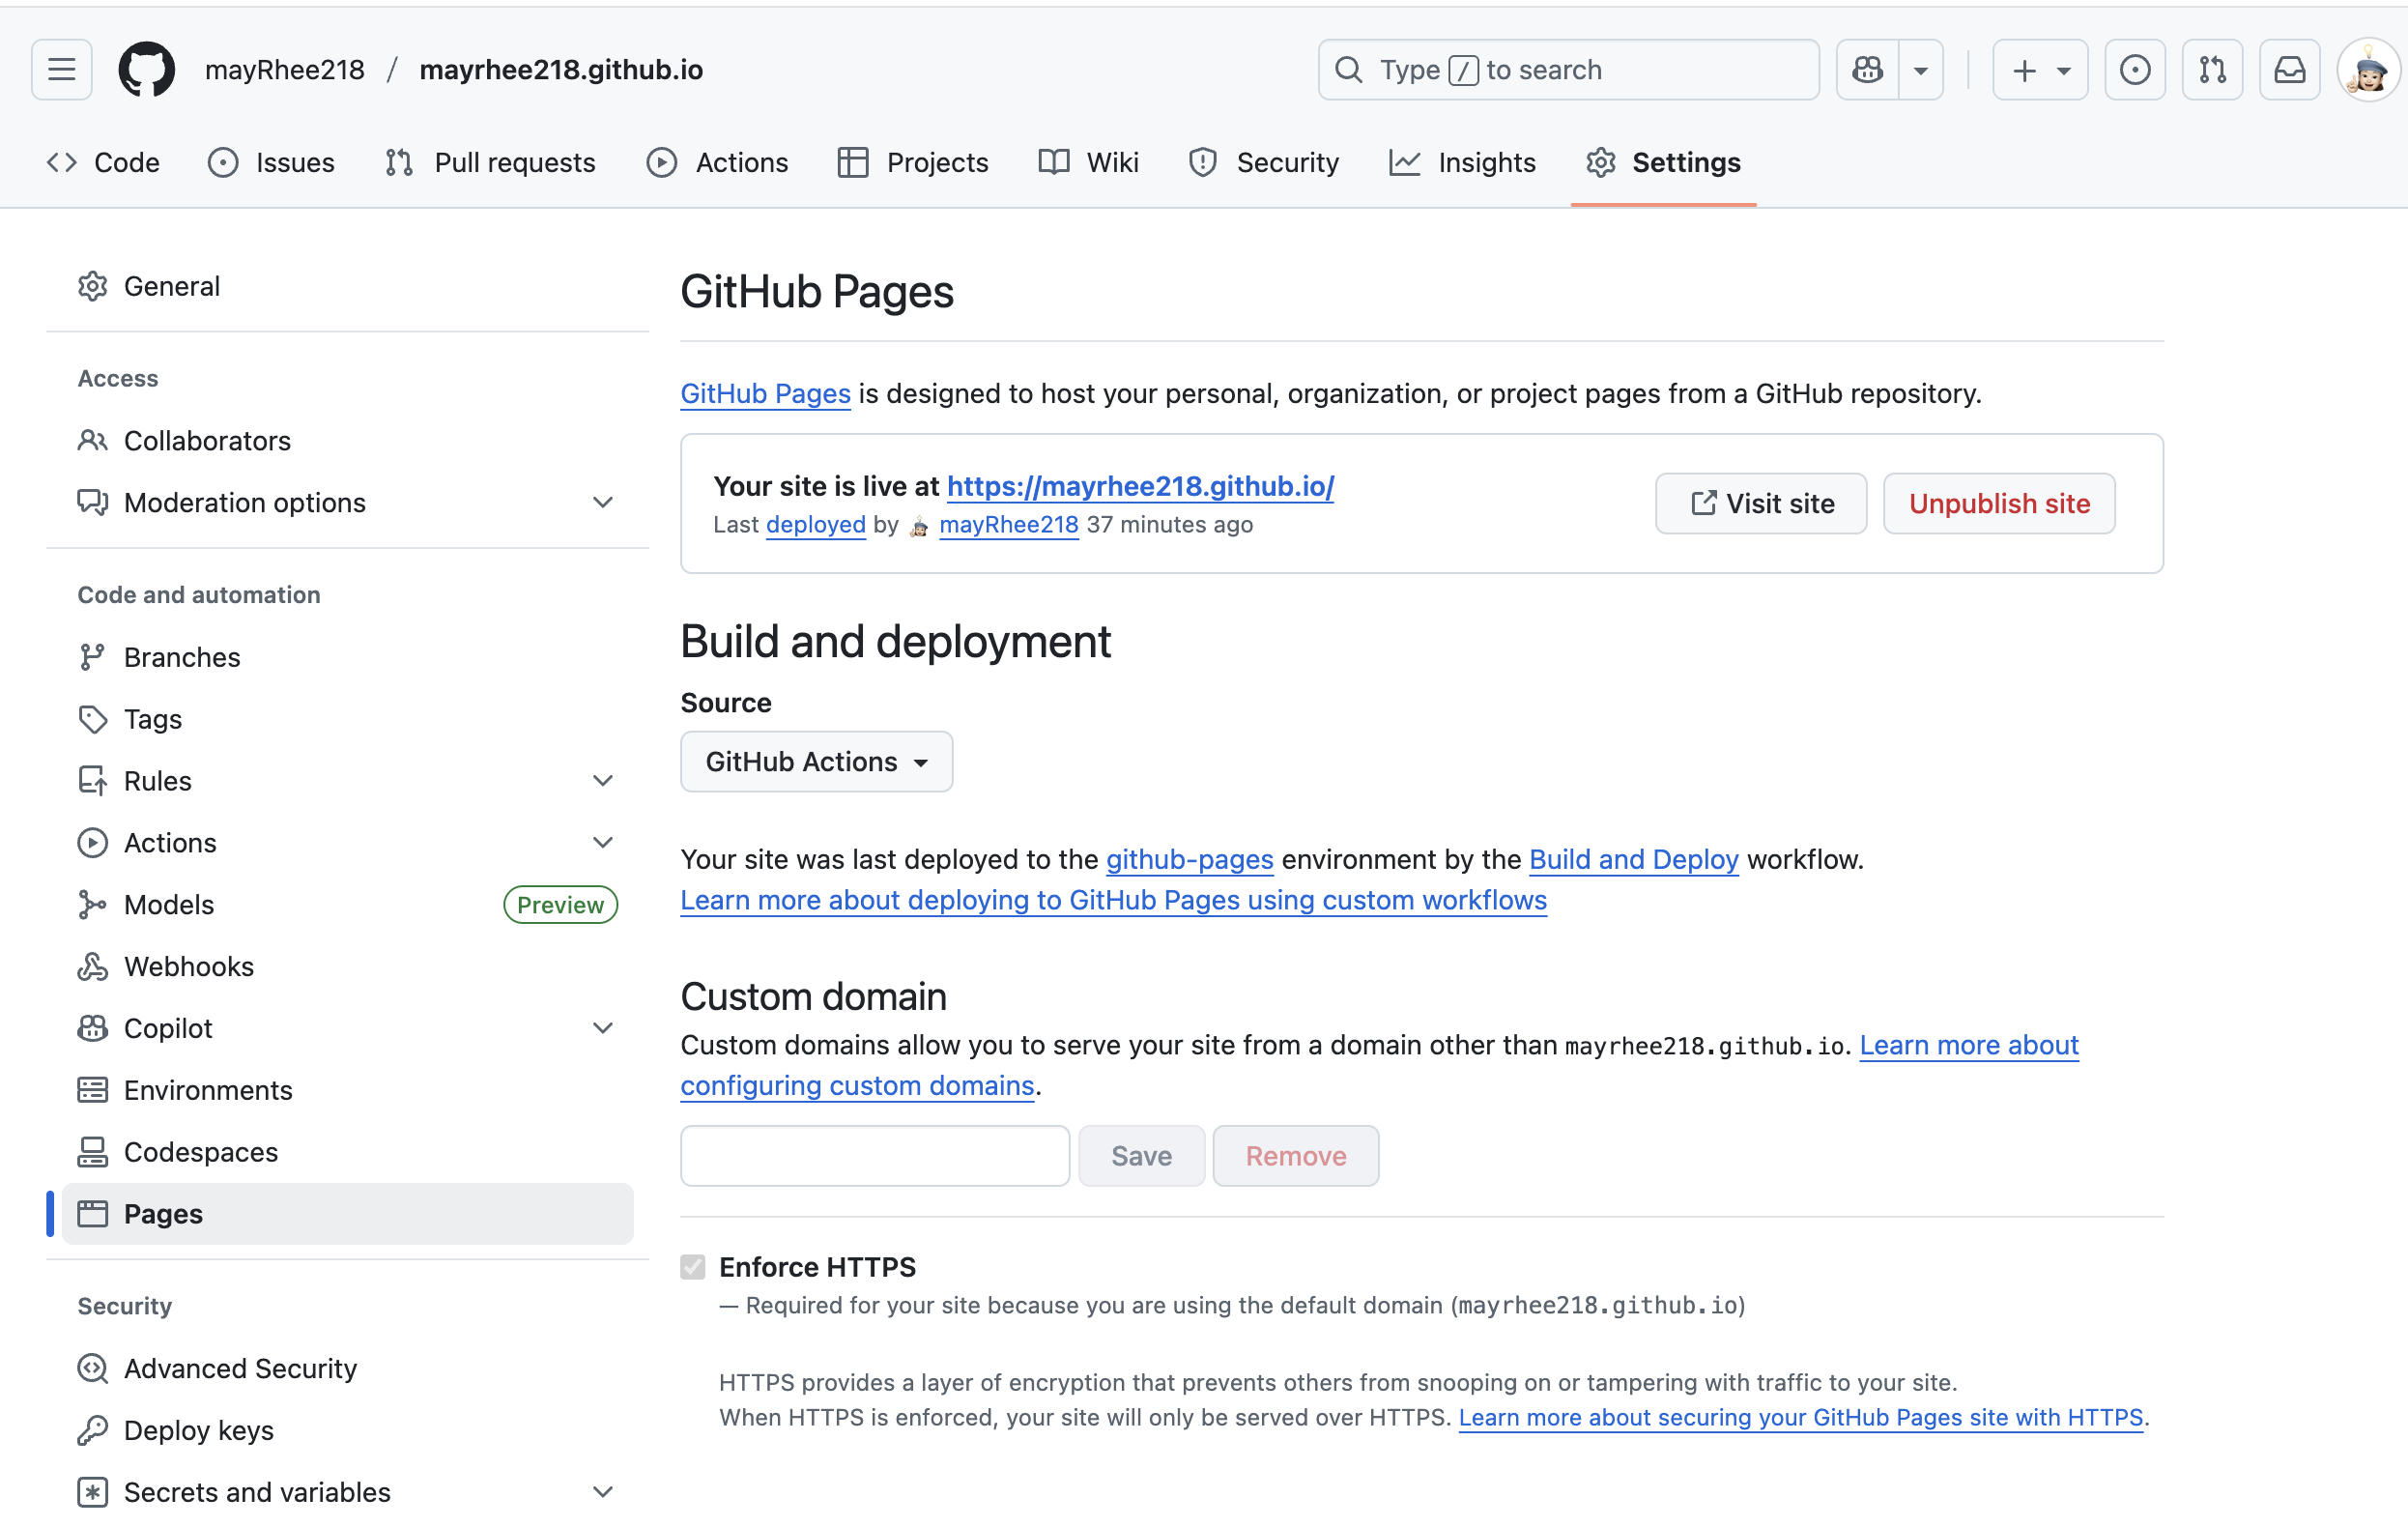 mayRhee218 / mayrhee218.github.io
Type / to search
Code
Issues
Pull requests
Actions
Projects
Wiki
Security
Insights
Settings
General
Access
Collaborators
Moderation options
Code and automation
Branches
Tags
Rules
Actions
Models
Preview
Webhooks
Copilot
Environments
Codespaces
Pages
Security
Advanced Security
Deploy keys
Secrets and variables
GitHub Pages
GitHub Pages is designed to host your personal, organization, or project pages from a GitHub repository.
Your site is live at https://mayrhee218.github.io/
Last deployed by mayRhee218 37 minutes ago
Visit site
Unpublish site
Build and deployment
Source
GitHub Actions
Your site was last deployed to the github-pages environment by the Build and Deploy workflow.
Learn more about deploying to GitHub Pages using custom workflows
Custom domain
Custom domains allow you to serve your site from a domain other than mayrhee218.github.io. Learn more about
configuring custom domains.
Save
Remove
Enforce HTTPS
— Required for your site because you are using the default domain (mayrhee218.github.io)
HTTPS provides a layer of encryption that prevents others from snooping on or tampering with traffic to your site.
When HTTPS is enforced, your site will only be served over HTTPS. Learn more about securing your GitHub Pages site with HTTPS.